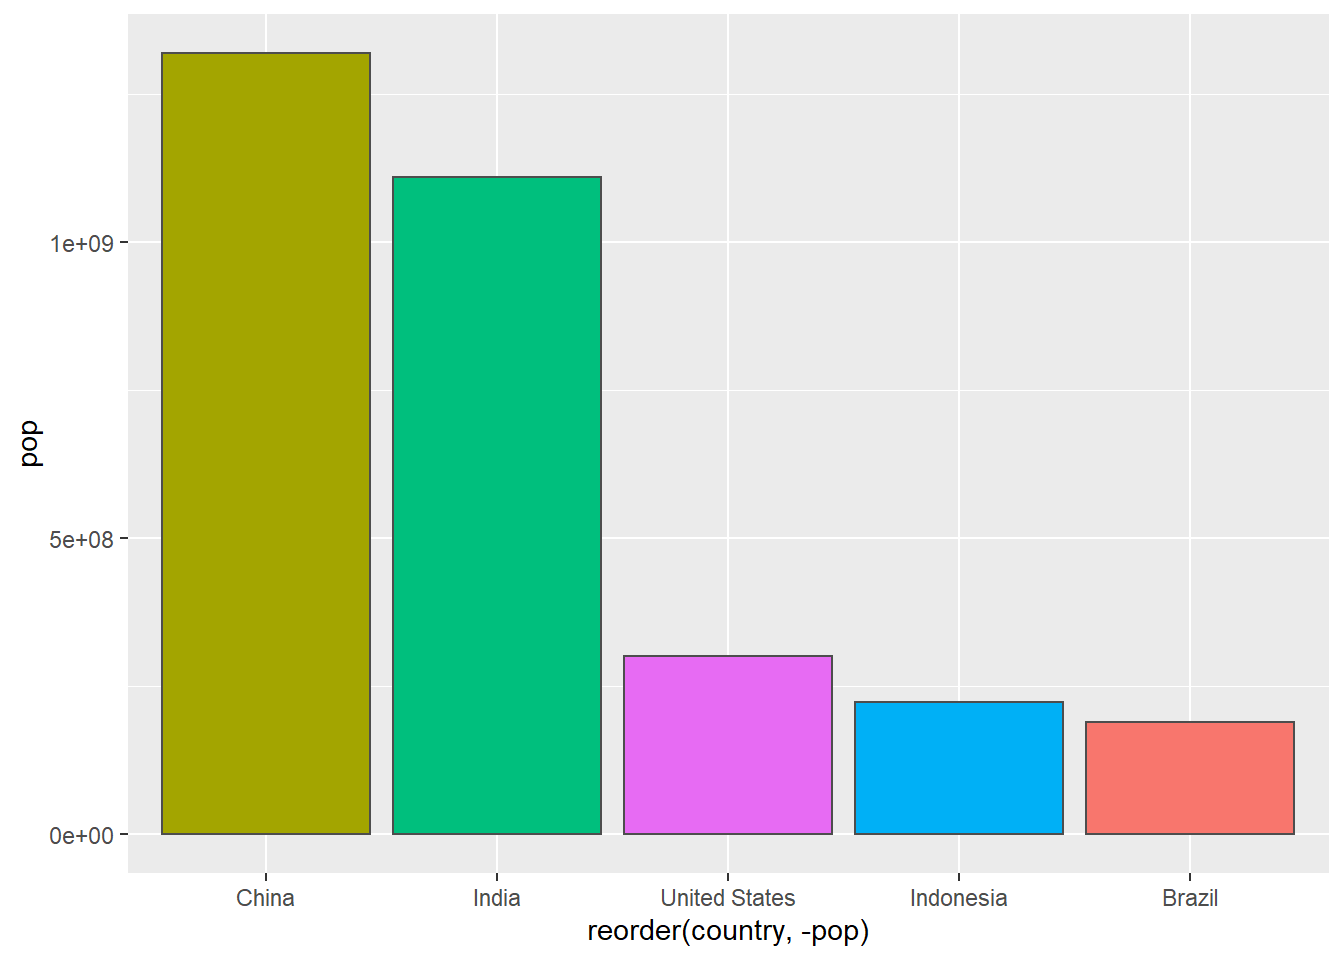 pop
1e+09
5e+08
0e+00
China
India
United States
Indonesia
Brazil
reorder(country, -pop)